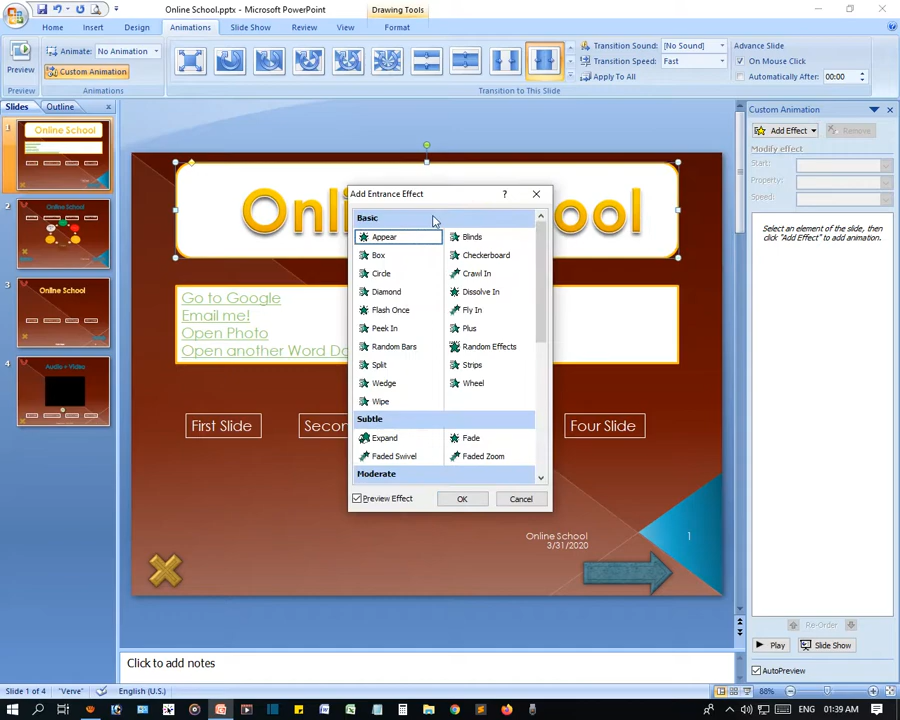 Online School.pptx - Microsoft PowerPoint
Drawing Tools
Home Insert Design Animations Slide Show Review View Format
Preview
Animate: No Animation
Custom Animation
Preview
Animations
Transition Sound: [No Sound]
Transition Speed: Fast
Apply To All
Transition to This Slide
Advance Slide
On Mouse Click
Automatically After: 00:00
Slides Outline
1
Online School
2
Online School
3
Online School
4
Audio + Video
Onl ool
Go to Google
Email me!
Open Photo
Open another Word Do
First Slide
Secon
Four Slide
Online School
3/31/2020
1
Add Entrance Effect
?
Basic
Appear Blinds
Box Checkerboard
Circle Crawl In
Diamond Dissolve In
Flash Once Fly In
Peek In Plus
Random Bars Random Effects
Split Strips
Wedge Wheel
Wipe
Subtle
Expand Fade
Faded Swivel Faded Zoom
Moderate
Preview Effect
OK
Cancel
Custom Animation
Add Effect
Remove
Modify effect
Start:
Property:
Speed:
Select an element of the slide, then
click "Add Effect" to add animation.
Re-Order
Play
Slide Show
AutoPreview
Click to add notes
Slide 1 of 4 "Verve" English (U.S.)
88%
ENG 01:39 AM